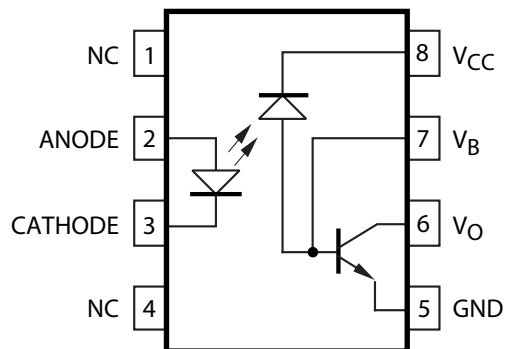 NC 1
8 VCC
ANODE 2
7 VB
CATHODE 3
6 VO
NC 4
5 GND